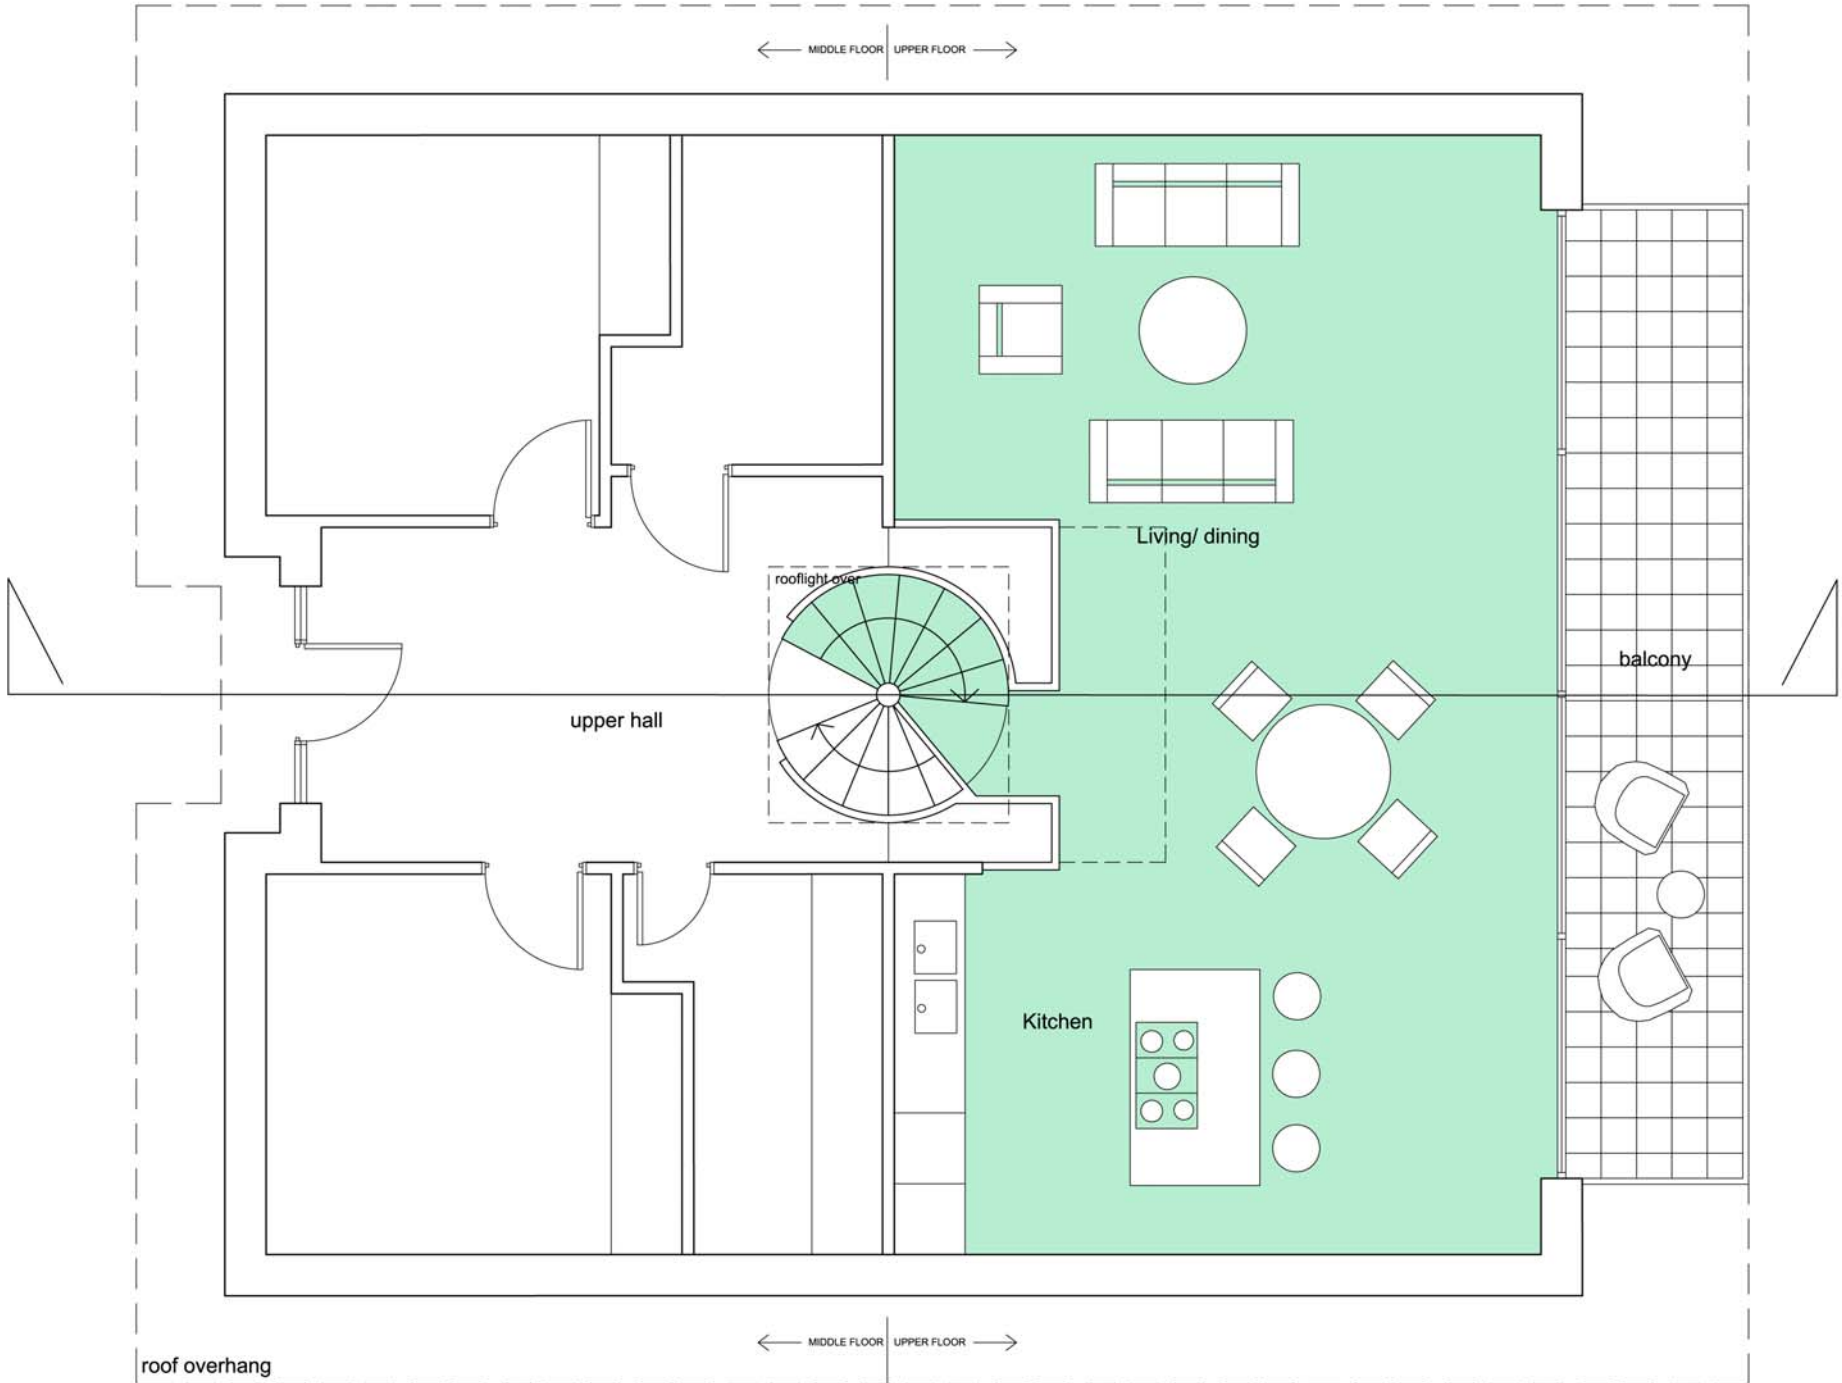 MIDDLE FLOOR UPPER FLOOR
Living/ dining
rooflight over
balcony
upper hall
Kitchen
MIDDLE FLOOR UPPER FLOOR
roof overhang